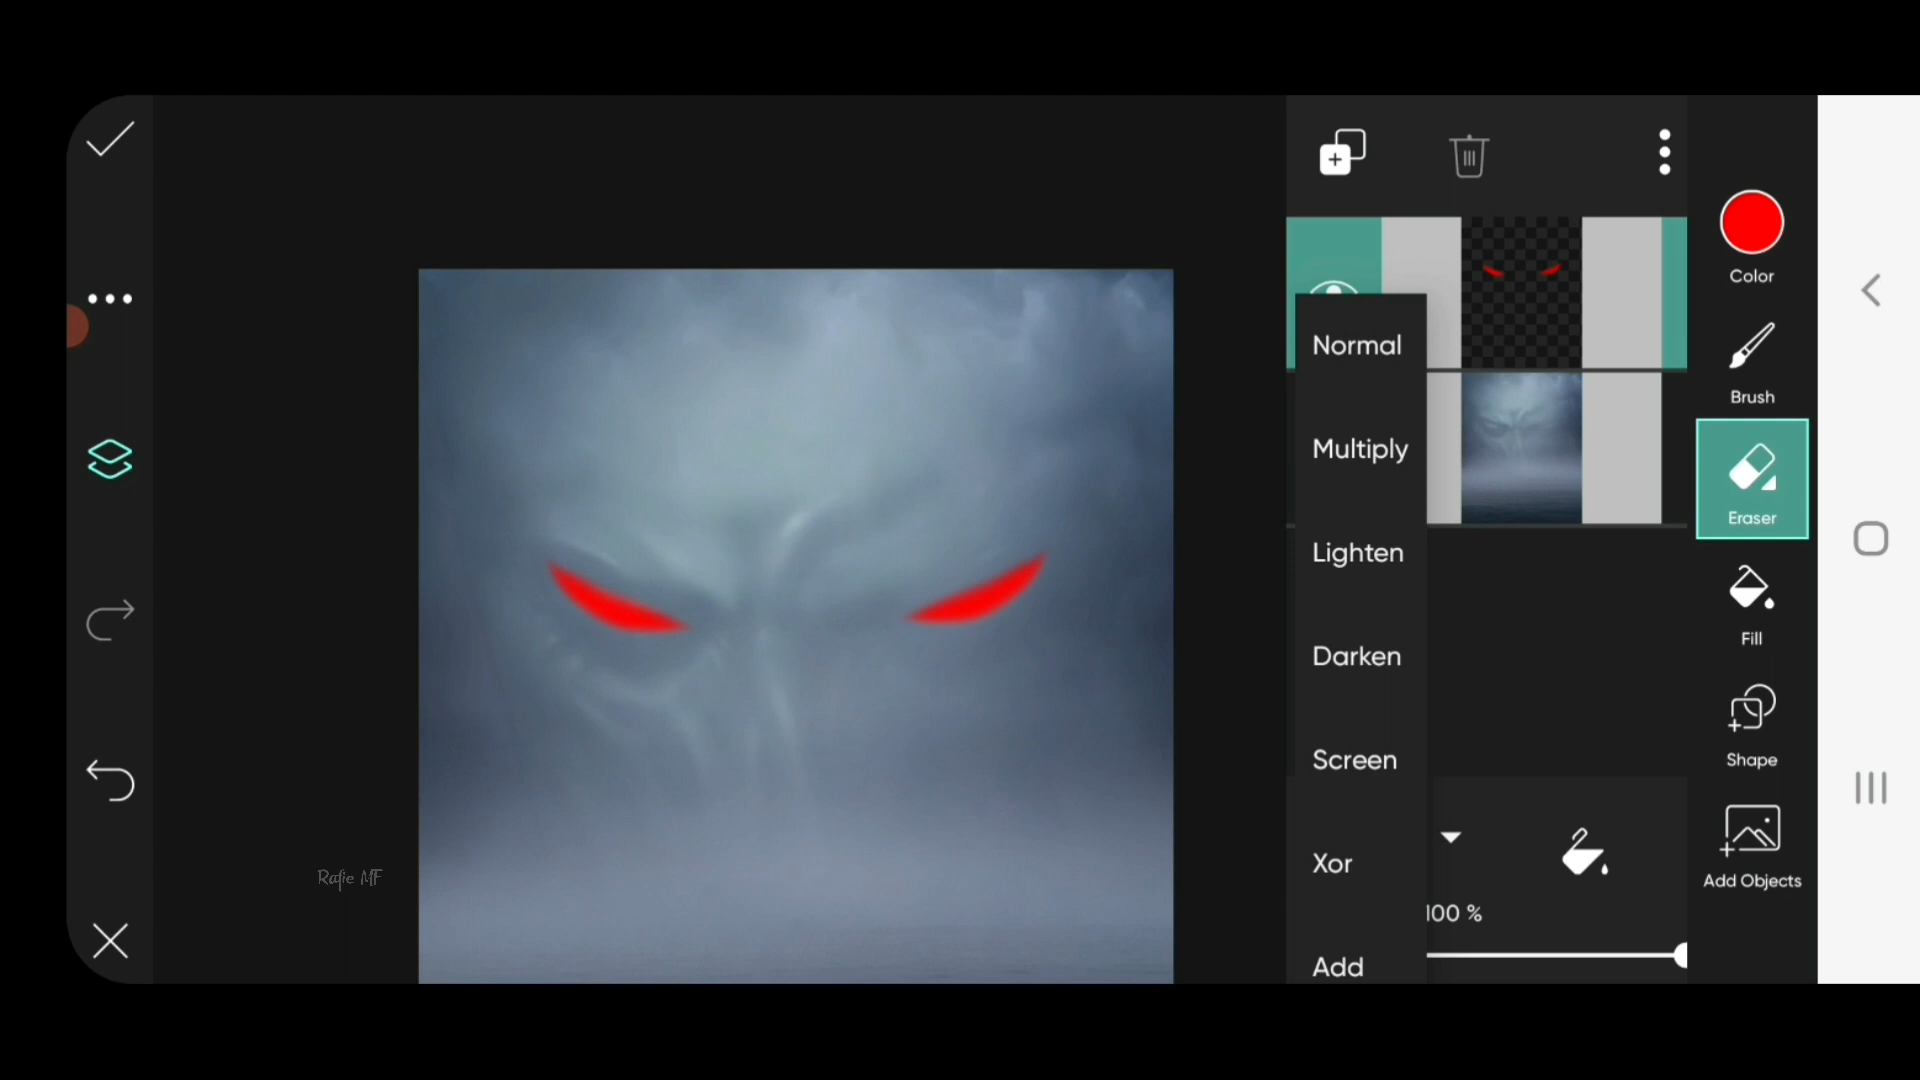 Normal
Multiply
Lighten
Darken
Screen
Xor
Add
100 %
Color
Brush
Eraser
Fill
Shape
Add Objects
Rafie MF